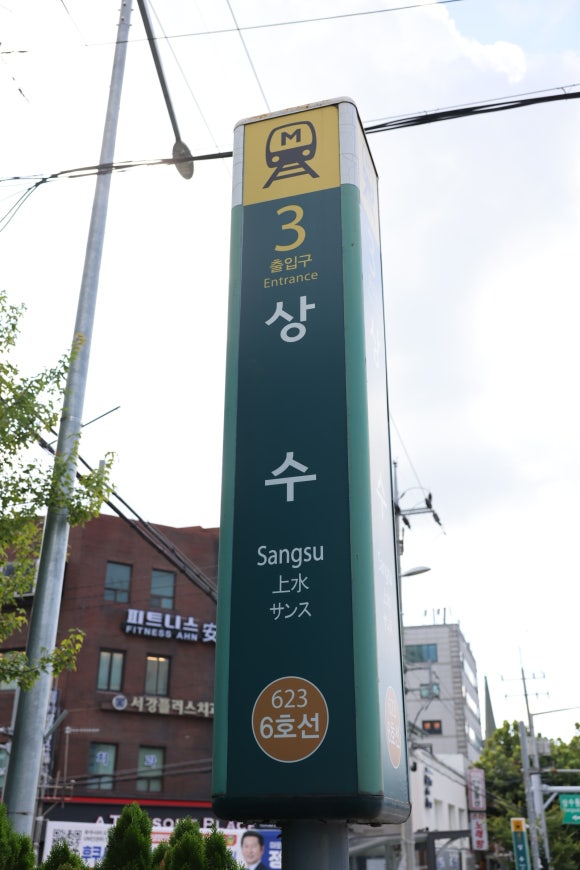 M
3
출입구
Entrance
상
수
Sangsu
上水
サンス
623
6호선
피트니스 安
FITNESS AHN
서강플러스치과